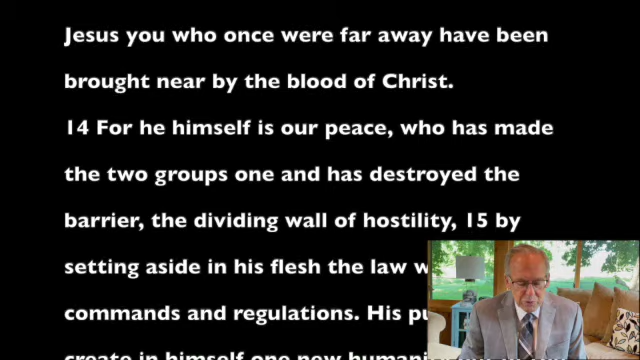 Jesus you who once were far away have been
brought near by the blood of Christ.
14 For he himself is our peace, who has made
the two groups one and has destroyed the
barrier, the dividing wall of hostility, 15 by
setting aside in his flesh the law
commands and regulations. His
create in himself one new